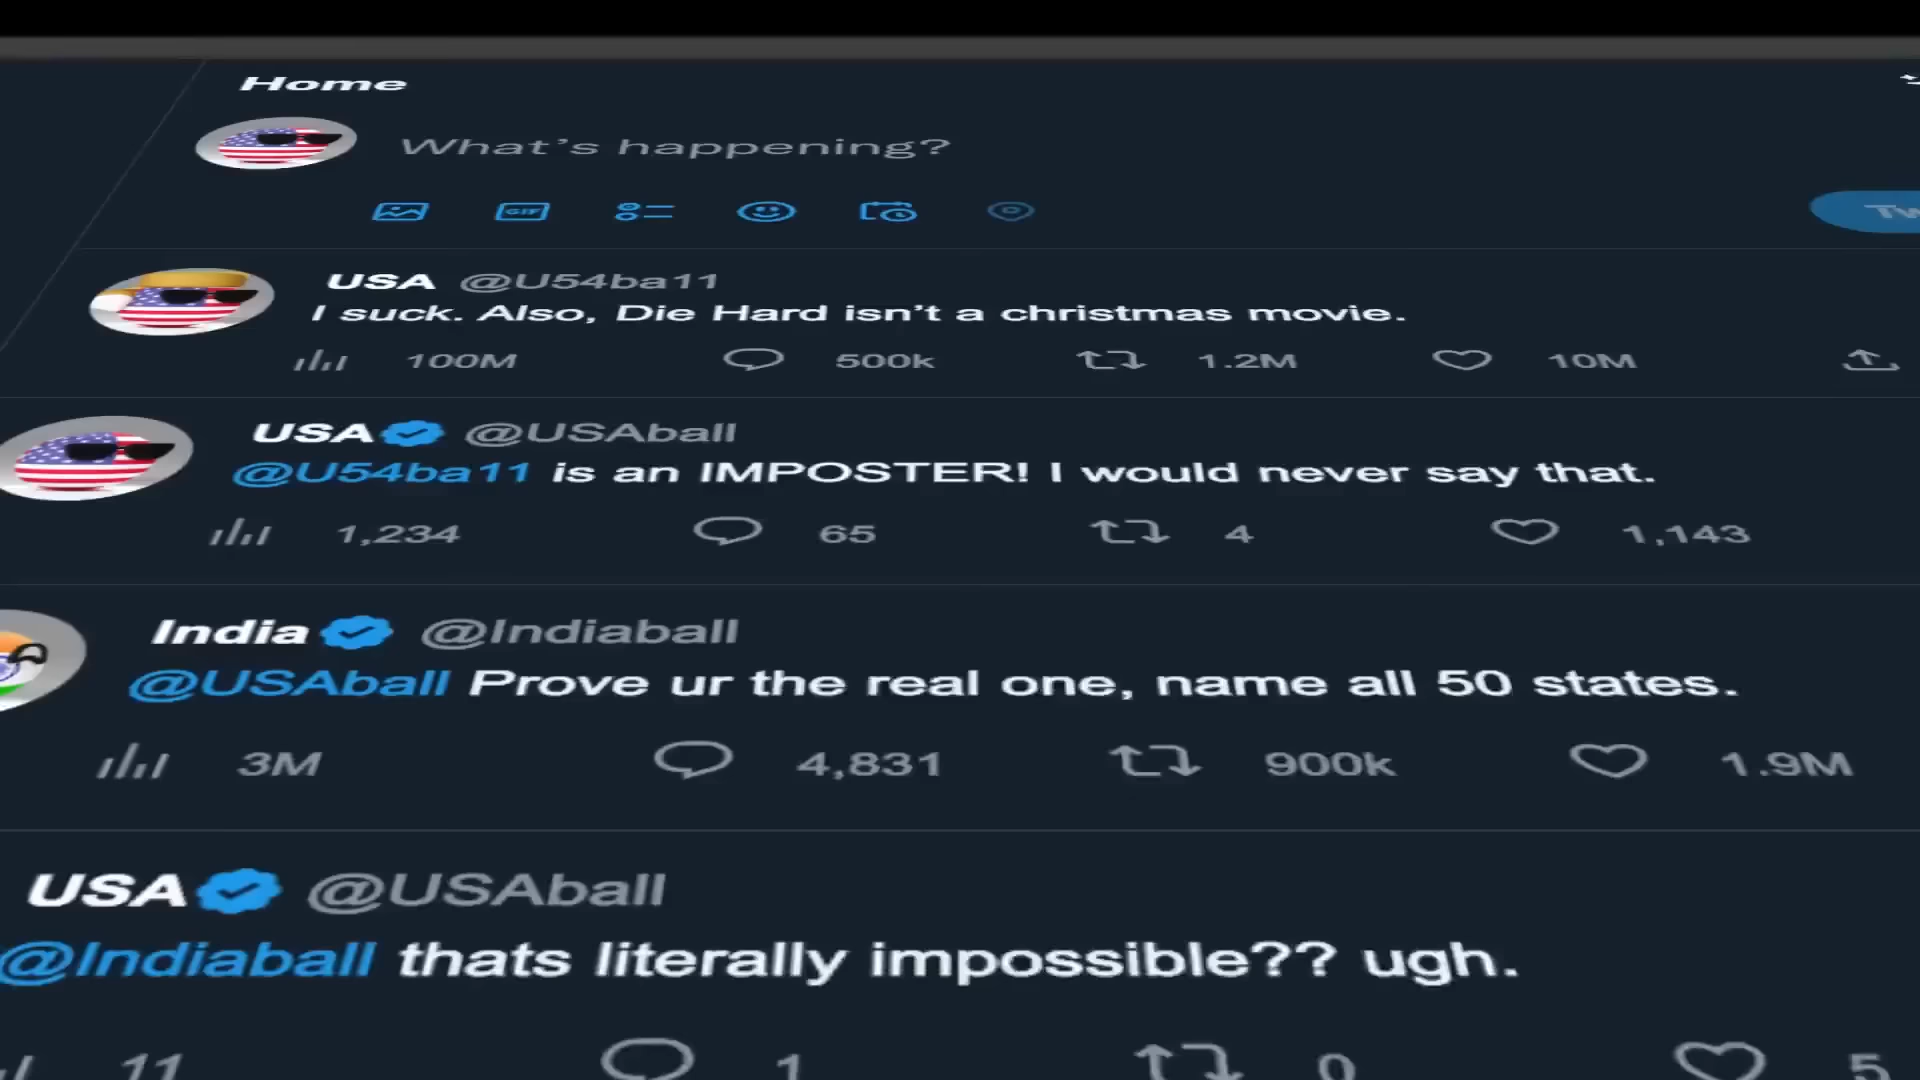 Home
What's happening?
GIF
Tw
USA @U54ba11
I suck. Also, Die Hard isn't a christmas movie.
100M 500k 1.2M 10M
USA @USAball
@U54ba11 is an IMPOSTER! I would never say that.
1,234 65 4 1,143
India @Indiaball
@USAball Prove ur the real one, name all 50 states.
3M 4,831 900k 1.9M
USA @USAball
@Indiaball thats literally impossible?? ugh.
11 1 0 5